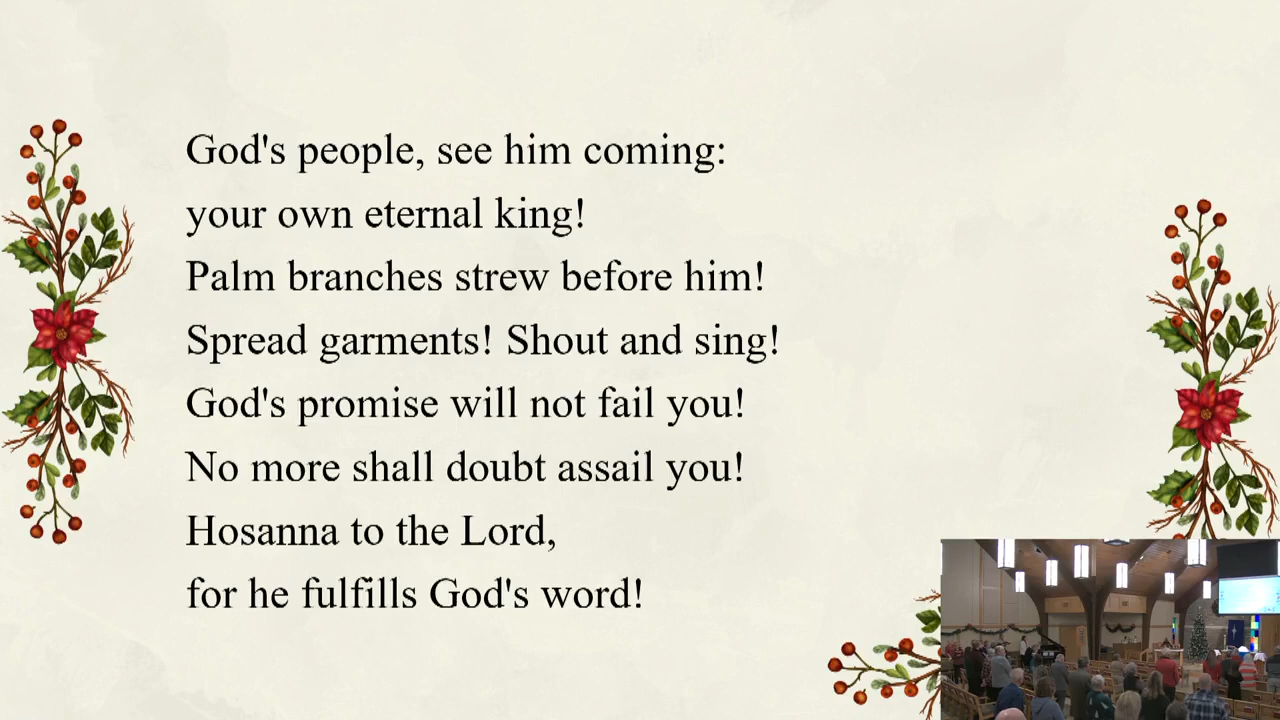 God's people, see him coming:
your own eternal king!
Palm branches strew before him!
Spread garments! Shout and sing!
God's promise will not fail you!
No more shall doubt assail you!
Hosanna to the Lord,
for he fulfills God's word!